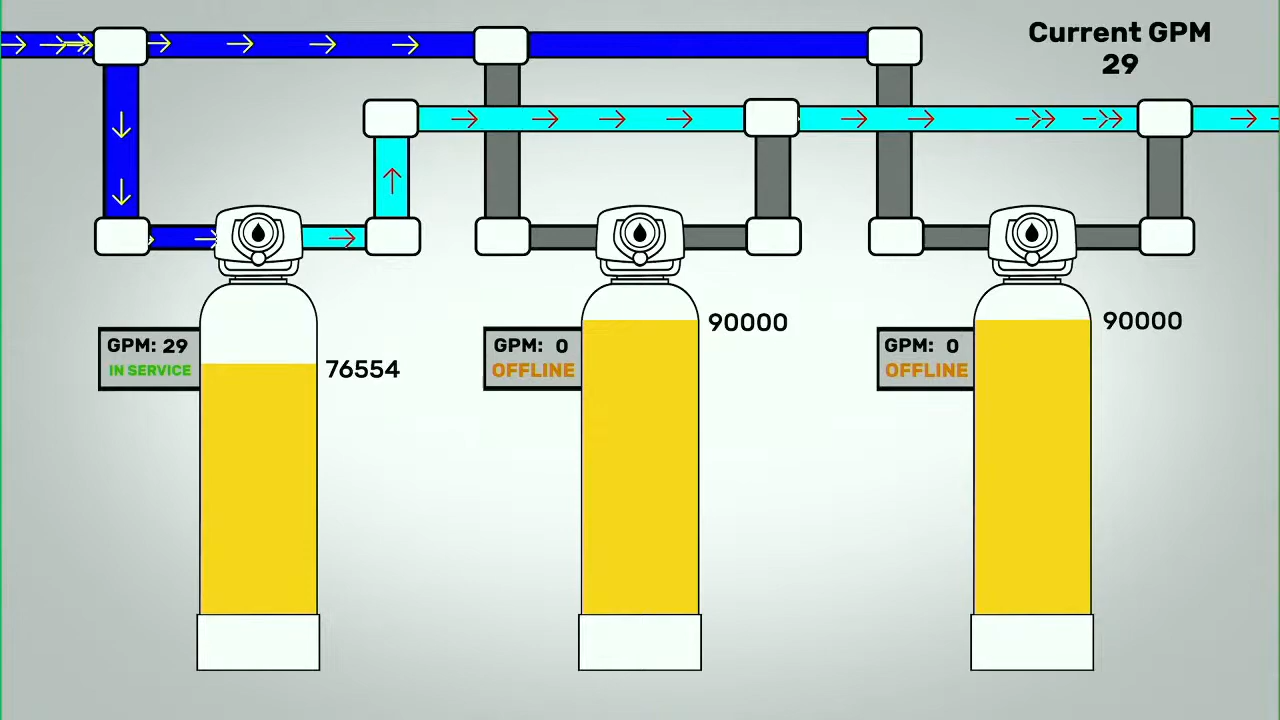 Current GPM
29
GPM: 29
IN SERVICE
76554
GPM: 0
OFFLINE
90000
GPM: 0
OFFLINE
90000